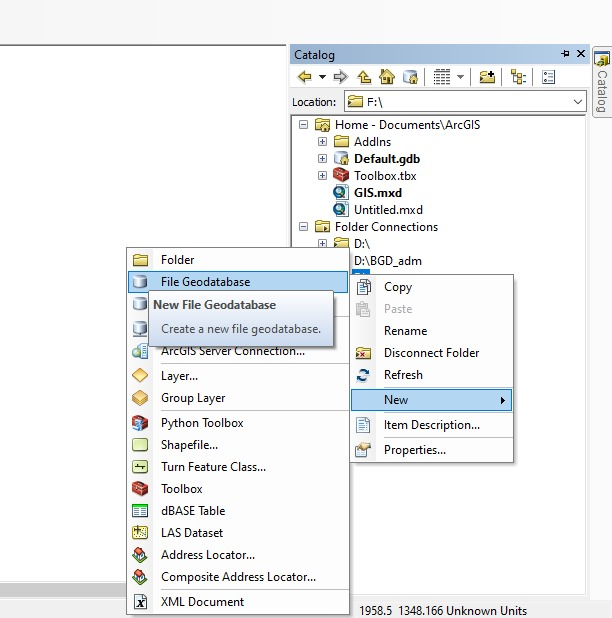 Catalog
Location: F:\
Catalog
Home - Documents\ArcGIS
AddIns
Default.gdb
Toolbox.tbx
GIS.mxd
Untitled.mxd
Folder Connections
D:\
D:\BGD_adm
Folder
File Geodatabase
New File Geodatabase
Create a new file geodatabase.
ArcGIS Server Connection...
Layer...
Group Layer
Python Toolbox
Shapefile...
Turn Feature Class...
Toolbox
dBASE Table
LAS Dataset
Address Locator...
Composite Address Locator...
XML Document
Copy
Paste
Rename
Disconnect Folder
Refresh
New
Item Description...
Properties...
1958.5 1348.166 Unknown Units